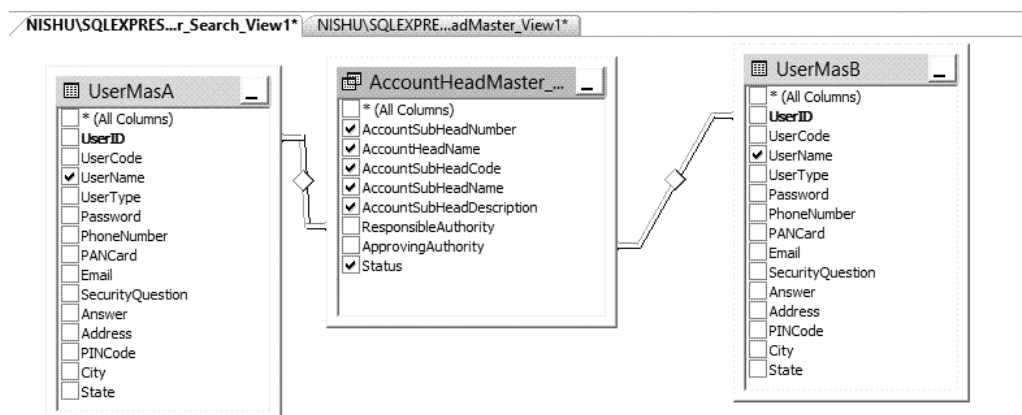 NISHU\SQLEXPRES...r_Search_View1* NISHU\SQLEXPRE...adMaster_View1*
UserMasA
* (All Columns)
UserID
UserCode
UserName
UserType
Password
PhoneNumber
PANCard
Email
SecurityQuestion
Answer
Address
PINCode
City
State
AccountHeadMaster_...
* (All Columns)
AccountSubHeadNumber
AccountHeadName
AccountSubHeadCode
AccountSubHeadName
AccountSubHeadDescription
ResponsibleAuthority
ApprovingAuthority
Status
UserMasB
* (All Columns)
UserID
UserCode
UserName
UserType
Password
PhoneNumber
PANCard
Email
SecurityQuestion
Answer
Address
PINCode
City
State